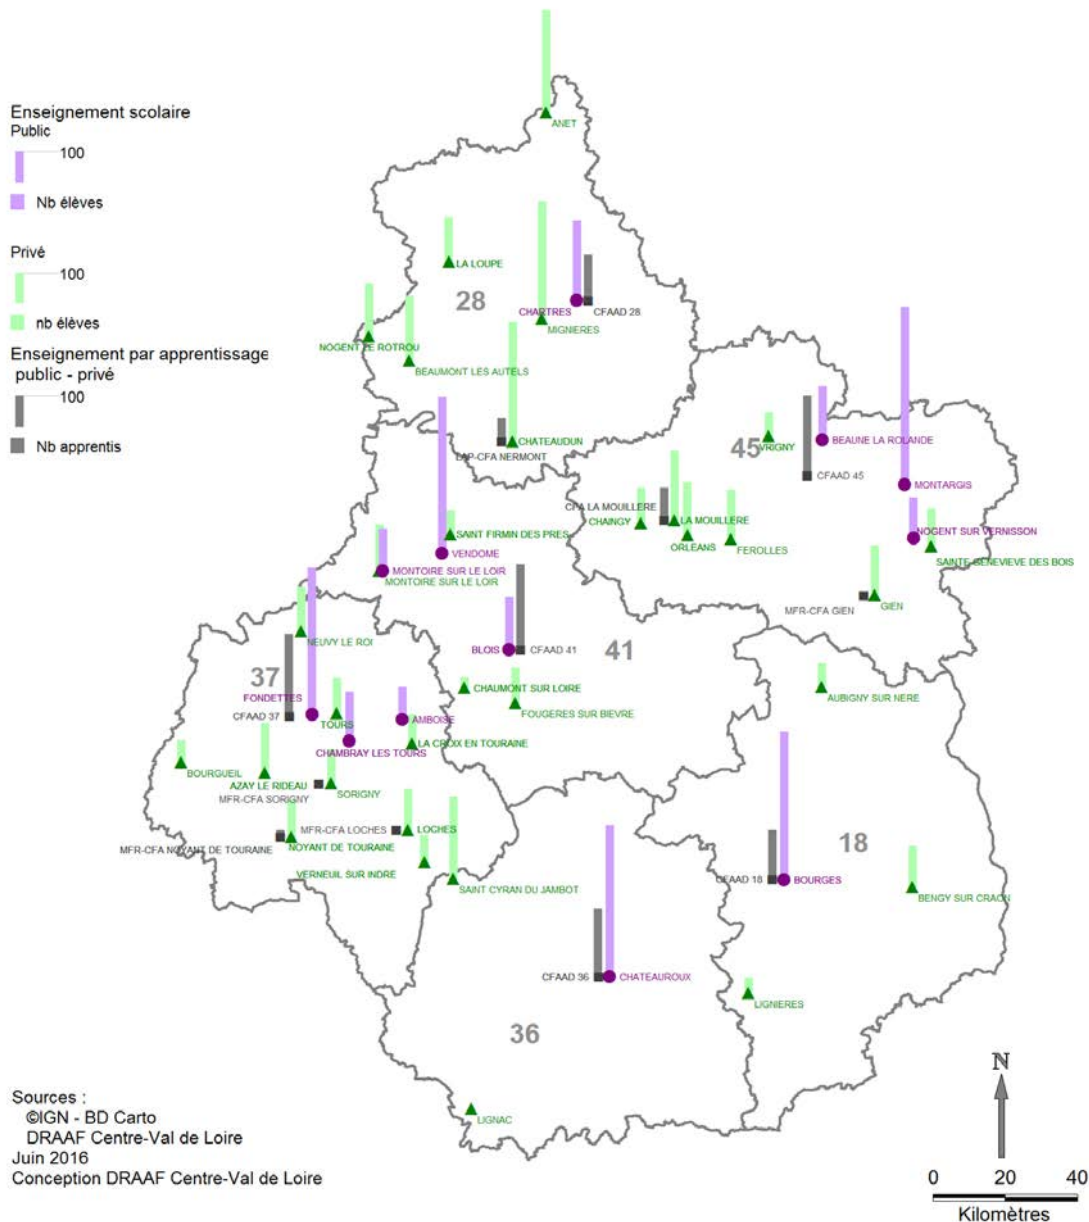 Enseignement scolaire
Public
100
Nb élèves
Privé
100
nb élèves
Enseignement par apprentissage
public - privé
100
Nb apprentis
ANET
LA LOUPE
28
CHARTRES
CFAAD 28
MIGNIERES
NOGENT LE ROTROU
BEAUMONT LES AUTELS
CHATEAUDUN
LAP-CFA NERMONT
VRIGNY
45
BEAUNE LA ROLANDE
CFAAD 45
MONTARGIS
CFA LA MOUILLERE
CHAINGY
LA MOUILLERE
ORLEANS
FEROLLES
NOGENT SUR VERNISSON
SAINTE GENEVIEVE DES BOIS
SAINT FIRMIN DES PRES
VENDOME
MONTOIRE SUR LE LOIR
MONTOIRE SUR LE LOIR
MFR-CFA GIEN
GIEN
NEUVY LE ROI
BLOIS
CFAAD 41
41
37
FONDETTES
CFAAD 37
TOURS
CHAUMONT SUR LOIRE
FOUGERES SUR BIEVRE
AUBIGNY SUR NERE
AMBOISE
LA CROIX EN TOURAINE
CHAMBRAY LES TOURS
BOURGUEIL
AZAY LE RIDEAU
SORIGNY
MFR-CFA SORIGNY
MFR-CFA LOCHES
LOCHES
NOYANT DE TOURAINE
MFR-CFA NOYANT DE TOURAINE
VERNEUIL SUR INDRE
SAINT CYRAN DU JAMBOT
18
CFAAD 18
BOURGES
BENGY SUR CRAON
CFAAD 36
CHATEAUROUX
LIGNIERES
36
LIGNAC
N
Sources :
©IGN - BD Carto
DRAAF Centre-Val de Loire
Juin 2016
Conception DRAAF Centre-Val de Loire
0 20 40
Kilomètres